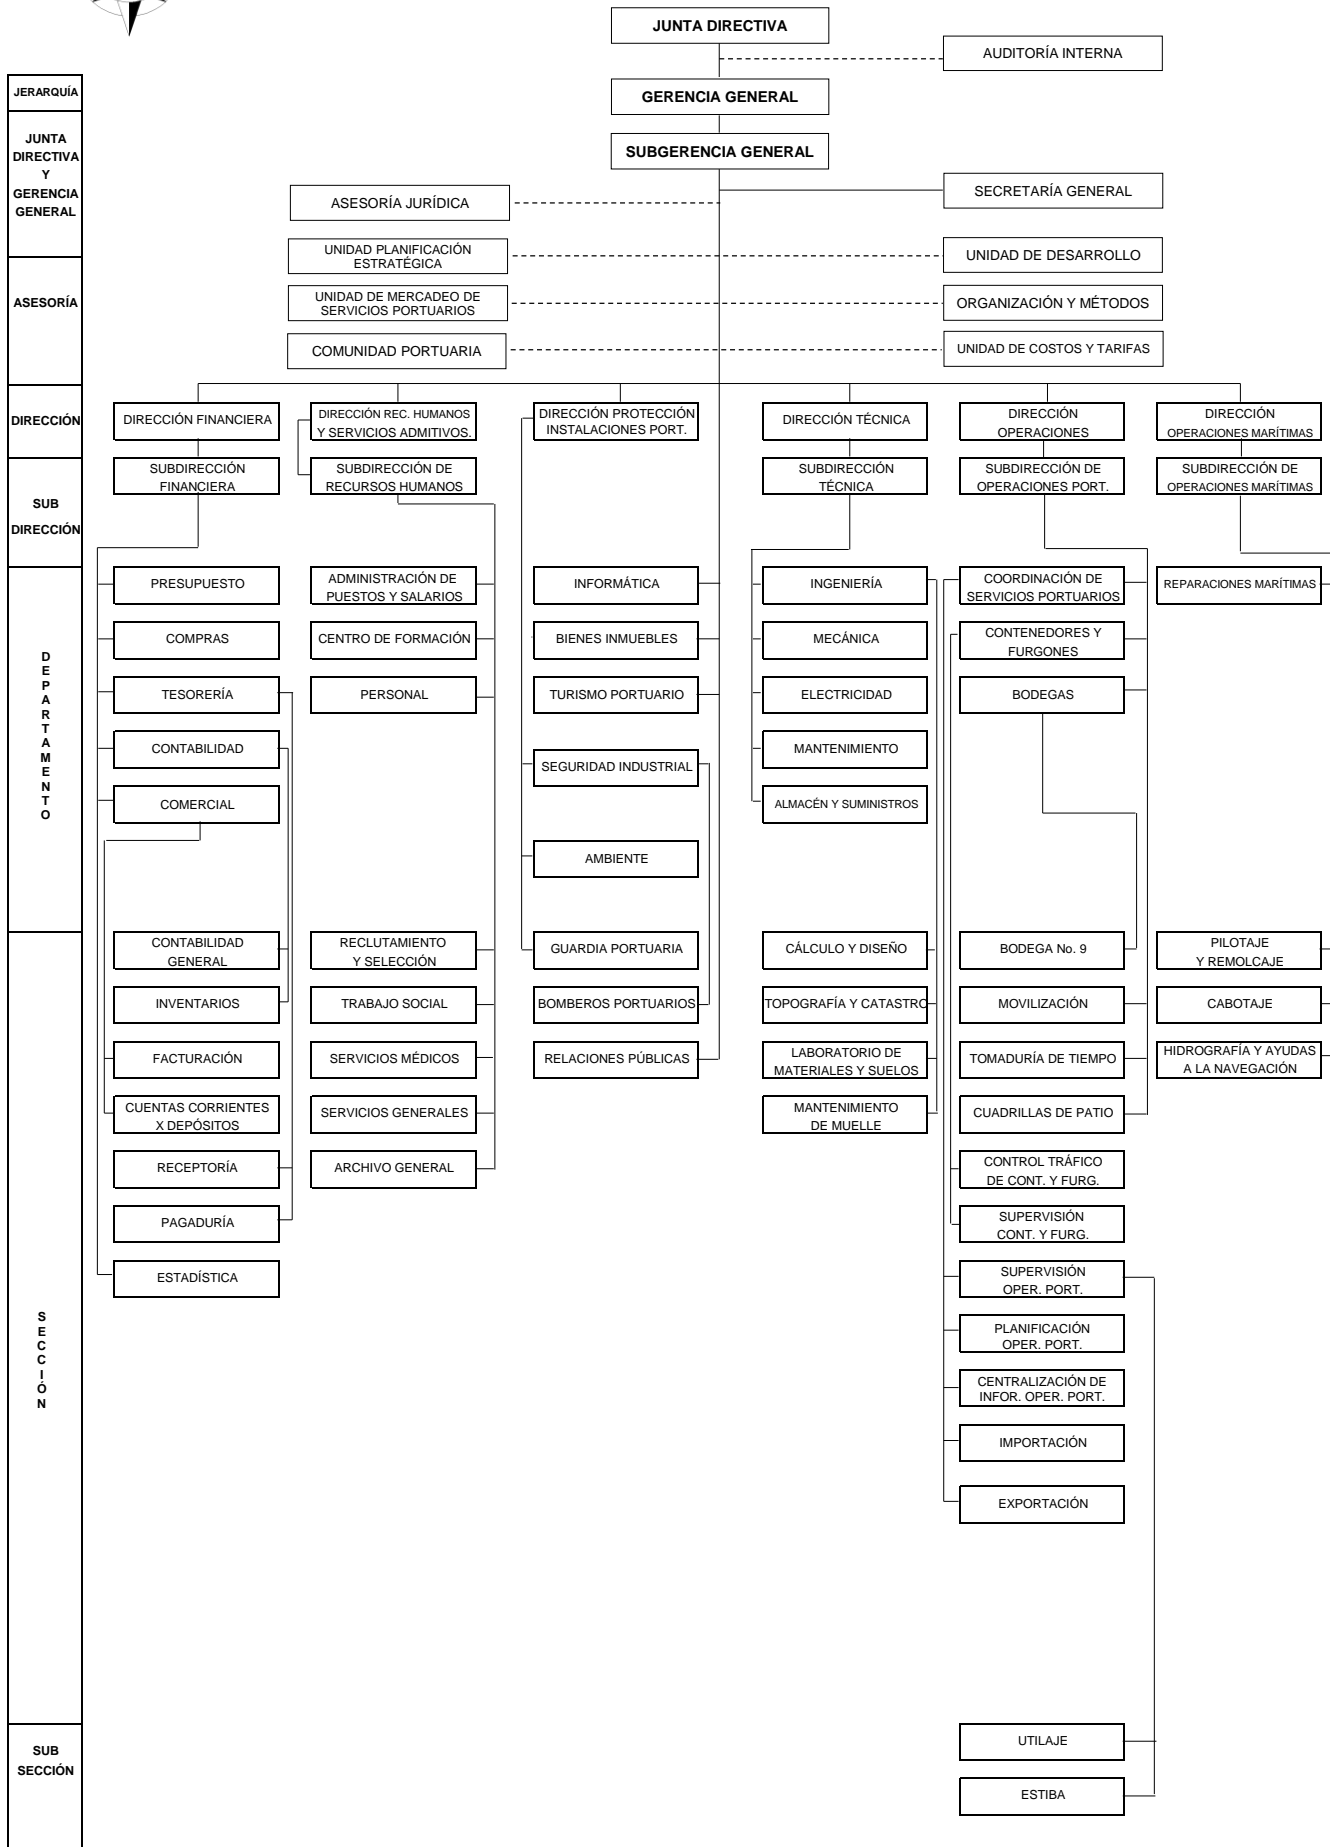 JUNTA DIRECTIVA
AUDITORÍA INTERNA
GERENCIA GENERAL
SUBGERENCIA GENERAL
SECRETARÍA GENERAL
ASESORÍA JURÍDICA
UNIDAD PLANIFICACIÓN
ESTRATÉGICA
UNIDAD DE DESARROLLO
UNIDAD DE MERCADEO DE
SERVICIOS PORTUARIOS
ORGANIZACIÓN Y MÉTODOS
COMUNIDAD PORTUARIA
UNIDAD DE COSTOS Y TARIFAS
JERARQUÍA
JUNTA
DIRECTIVA
Y
GERENCIA
GENERAL
ASESORÍA
DIRECCIÓN
SUB
DIRECCIÓN
DEPARTAMENTO
SECCIÓN
SUB
SECCIÓN
DIRECCIÓN FINANCIERA
SUBDIRECCIÓN
FINANCIERA
PRESUPUESTO
COMPRAS
TESORERÍA
CONTABILIDAD
COMERCIAL
CONTABILIDAD
GENERAL
INVENTARIOS
FACTURACIÓN
CUENTAS CORRIENTES
X DEPÓSITOS
RECEPTORÍA
PAGADURÍA
ESTADÍSTICA
DIRECCIÓN REC. HUMANOS
Y SERVICIOS ADMITIVOS.
SUBDIRECCIÓN DE
RECURSOS HUMANOS
ADMINISTRACIÓN DE
PUESTOS Y SALARIOS
CENTRO DE FORMACIÓN
PERSONAL
RECLUTAMIENTO
Y SELECCIÓN
TRABAJO SOCIAL
SERVICIOS MÉDICOS
SERVICIOS GENERALES
ARCHIVO GENERAL
DIRECCIÓN PROTECCIÓN
INSTALACIONES PORT.
INFORMÁTICA
BIENES INMUEBLES
TURISMO PORTUARIO
SEGURIDAD INDUSTRIAL
AMBIENTE
GUARDIA PORTUARIA
BOMBEROS PORTUARIOS
RELACIONES PÚBLICAS
DIRECCIÓN TÉCNICA
SUBDIRECCIÓN
TÉCNICA
INGENIERÍA
MECÁNICA
ELECTRICIDAD
MANTENIMIENTO
ALMACÉN Y SUMINISTROS
CÁLCULO Y DISEÑO
TOPOGRAFÍA Y CATASTRO
LABORATORIO DE
MATERIALES Y SUELOS
MANTENIMIENTO
DE MUELLE
DIRECCIÓN
OPERACIONES
SUBDIRECCIÓN DE
OPERACIONES PORT.
COORDINACIÓN DE
SERVICIOS PORTUARIOS
CONTENEDORES Y
FURGONES
BODEGAS
BODEGA No. 9
MOVILIZACIÓN
TOMADURÍA DE TIEMPO
CUADRILLAS DE PATIO
CONTROL TRÁFICO
DE CONT. Y FURG.
SUPERVISIÓN
CONT. Y FURG.
SUPERVISIÓN
OPER. PORT.
PLANIFICACIÓN
OPER. PORT.
CENTRALIZACIÓN DE
INFOR. OPER. PORT.
IMPORTACIÓN
EXPORTACIÓN
UTILAJE
ESTIBA
DIRECCIÓN
OPERACIONES MARÍTIMAS
SUBDIRECCIÓN DE
OPERACIONES MARÍTIMAS
REPARACIONES MARÍTIMAS
PILOTAJE
Y REMOLCAJE
CABOTAJE
HIDROGRAFÍA Y AYUDAS
A LA NAVEGACIÓN